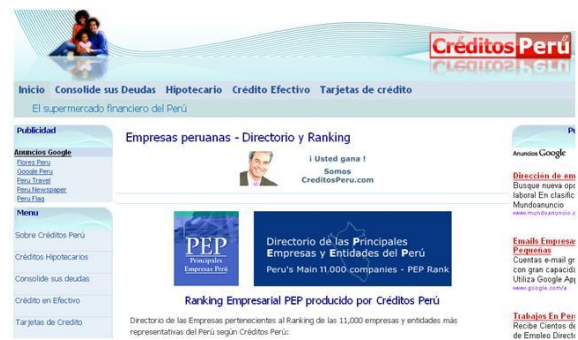 Créditos Perú
Inicio Consolide sus Deudas Hipotecario Crédito Efectivo Tarjetas de crédito
El supermercado financiero del Perú
Publicidad
Anuncios Google
Flores Peru
Google Peru
Peru Travel
Peru Newspaper
Peru Flag
Menu
Sobre Créditos Perú
Créditos Hipotecarios
Consolide sus deudas
Crédito en Efectivo
Tarjetas de Credito
Empresas peruanas - Directorio y Ranking
¡ Usted gana !
Somos
CreditosPeru.com
PEP
Principales
Empresas Perú
Directorio de las Principales
Empresas y Entidades del Perú
Peru's Main 11.000 companies - PEP Rank
Ranking Empresarial PEP producido por Créditos Perú
Directorio de las Empresas pertenecientes al Ranking de las 11,000 empresas y entidades más
representativas del Perú según Créditos Perú:
Anuncios Google
Dirección de em
Busque nueva opo
laboral En clasific
Mundoanuncio
www.mundoanuncio.c
Emails Empresa
Pequeñas
Cuentas e-mail gr
con gran capacida
Utiliza Google App
www.google.com/a
Trabajos En Per
Recibe Cientos de
de Empleo Directo